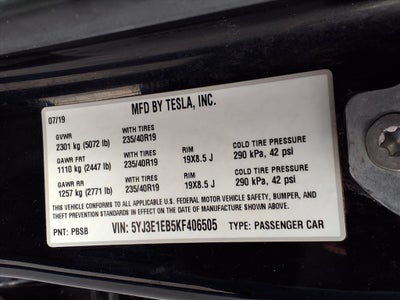 07/19 MFD BY TESLA, INC.
GVWR WITH TIRES
2301 kg (5072 lb) 235/40R19
GAWR FRT WITH TIRES RIM COLD TIRE PRESSURE
1110 kg (2447 lb) 235/40R19 19X8.5 J 290 kPa, 42 psi
GAWR RR WITH TIRES RIM COLD TIRE PRESSURE
1257 kg (2771 lb) 235/40R19 19X8.5 J 290 kPa, 42 psi
THIS VEHICLE CONFORMS TO ALL APPLICABLE U.S. FEDERAL MOTOR VEHICLE SAFETY, BUMPER, AND
THEFT PREVENTION STANDARDS IN EFFECT ON THE DATE OF MANUFACTURE SHOWN ABOVE.
PNT: PBSB VIN: 5YJ3E1EB5KF406505 TYPE: PASSENGER CAR